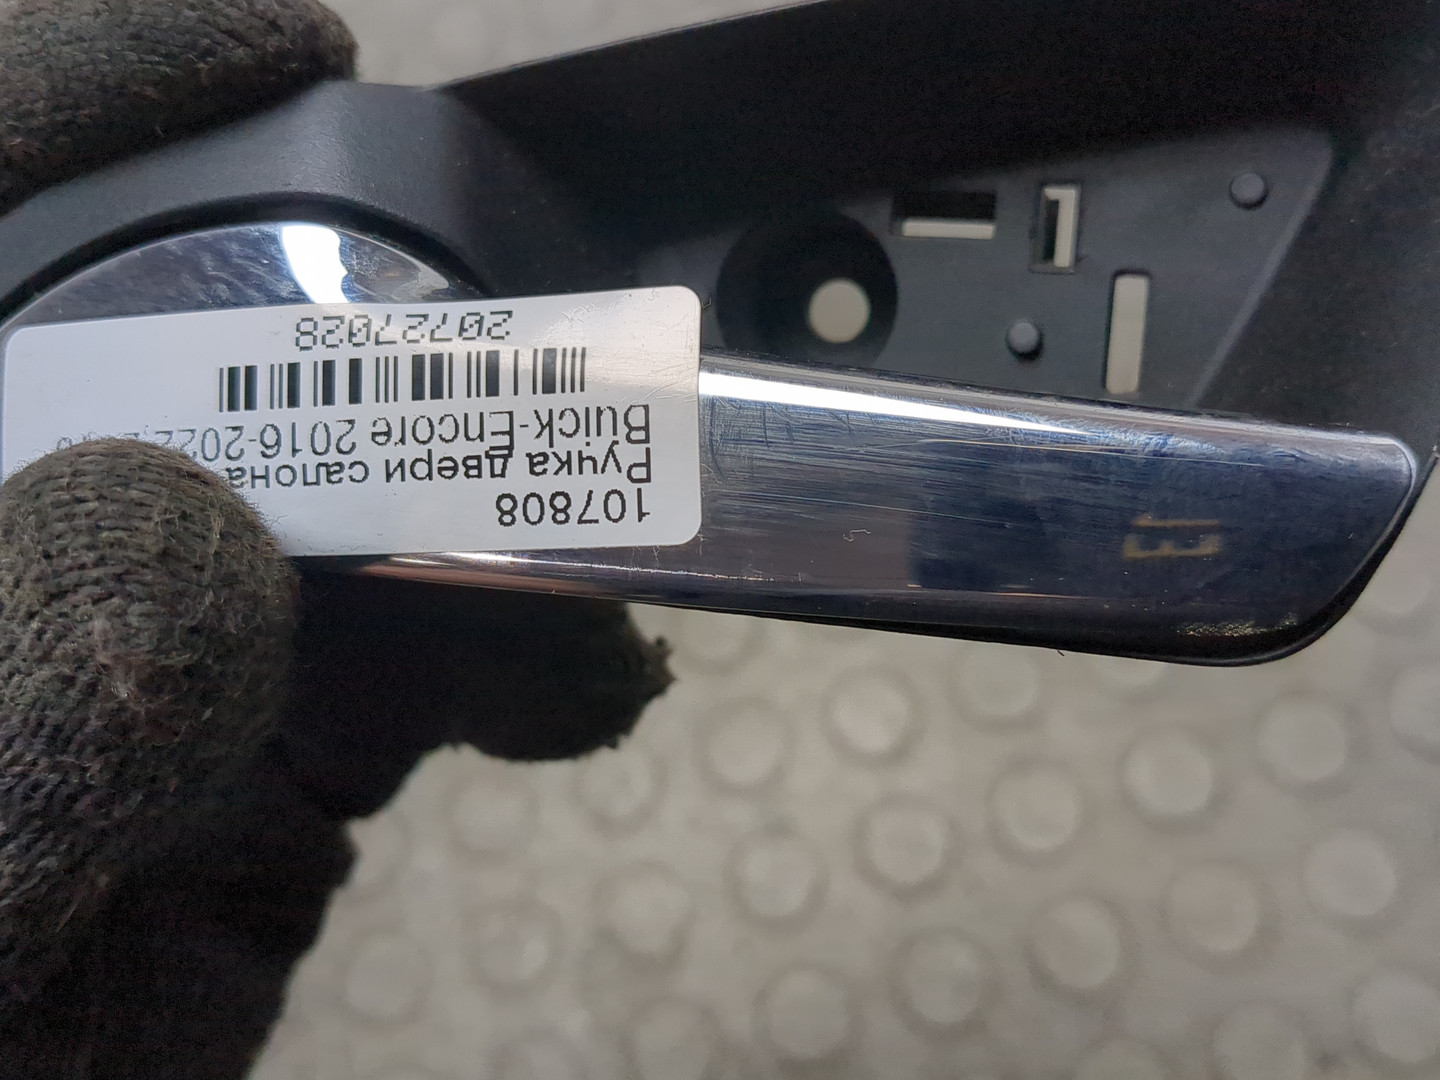 107808
Ручка двери салона
Buick-Encore 2016-2022,
20727028